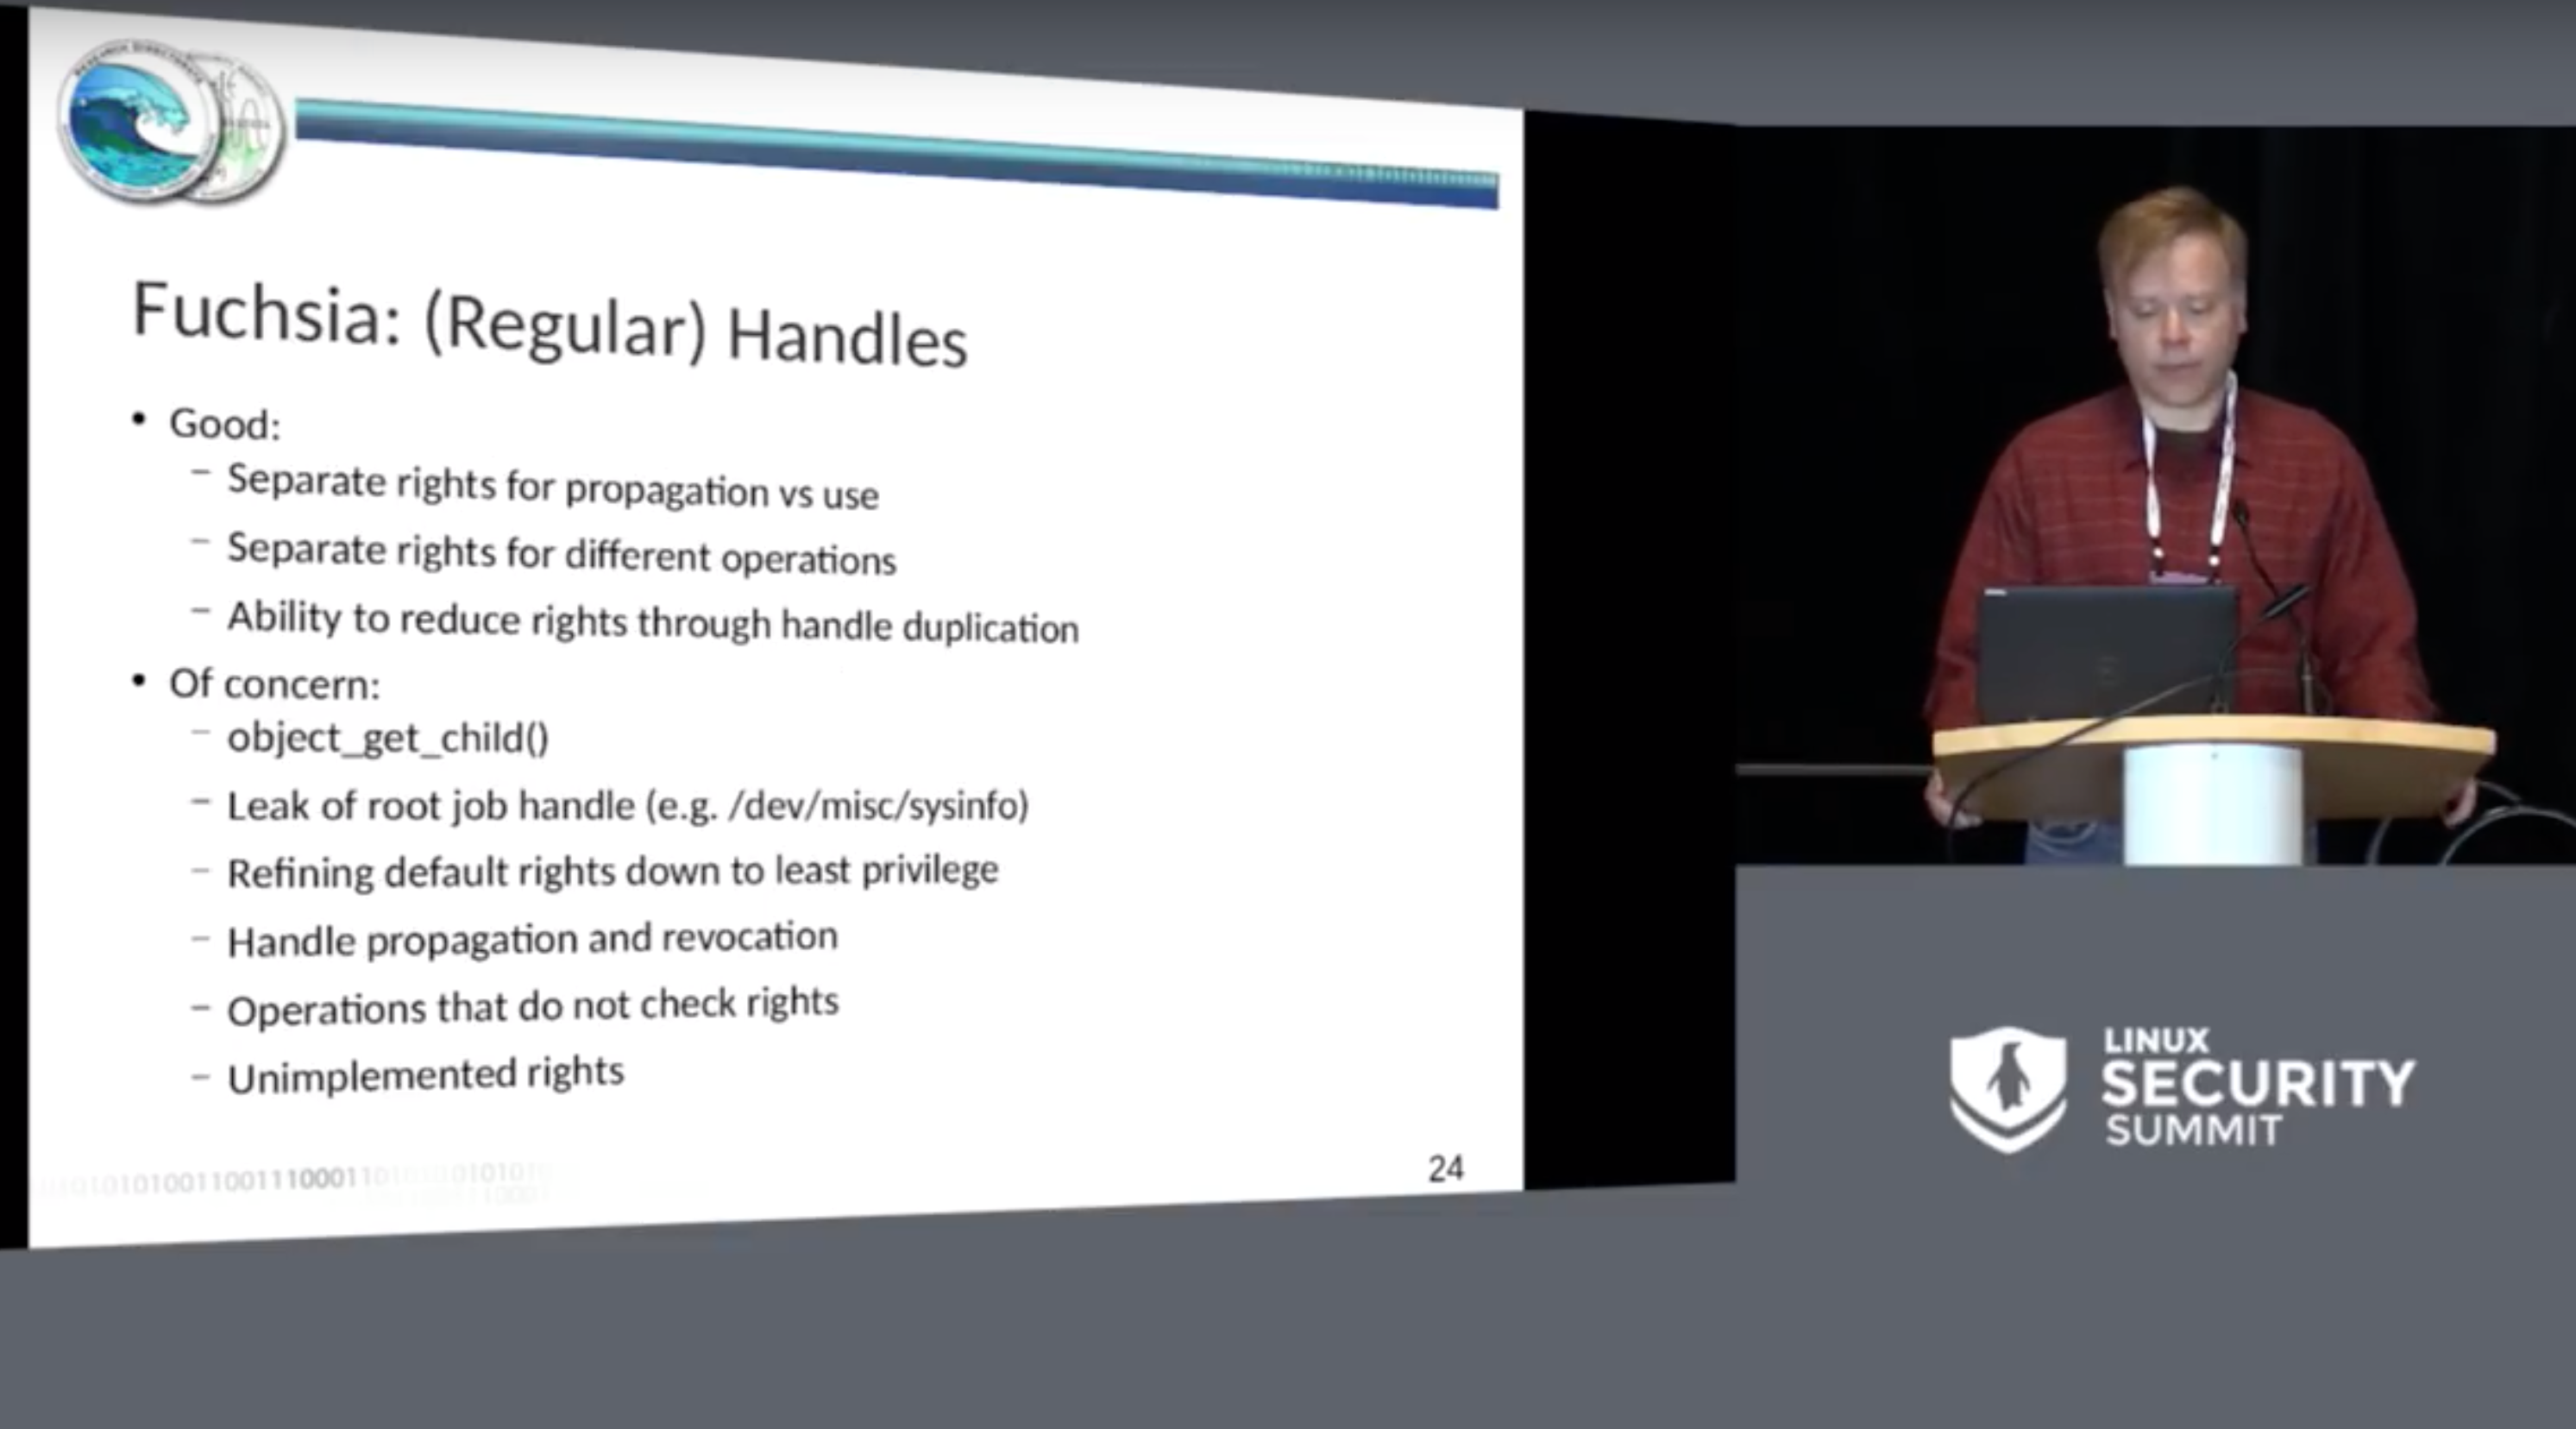 Fuchsia: (Regular) Handles
• Good:
– Separate rights for propagation vs use
– Separate rights for different operations
– Ability to reduce rights through handle duplication
• Of concern:
– object_get_child()
– Leak of root job handle (e.g. /dev/misc/sysinfo)
– Refining default rights down to least privilege
– Handle propagation and revocation
– Operations that do not check rights
– Unimplemented rights
24
LINUX
SECURITY
SUMMIT